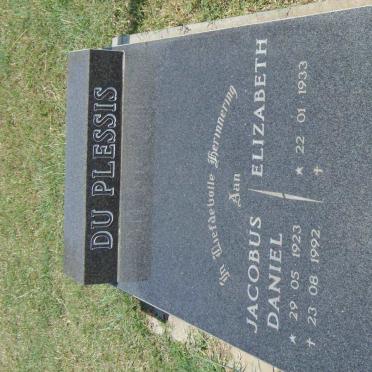 DU PLESSIS
In Liefdevolle Herinnering
Aan
JACOBUS
DANIEL
* 29 05 1923
+ 23 08 1992
ELIZABETH
* 22 01 1933
+